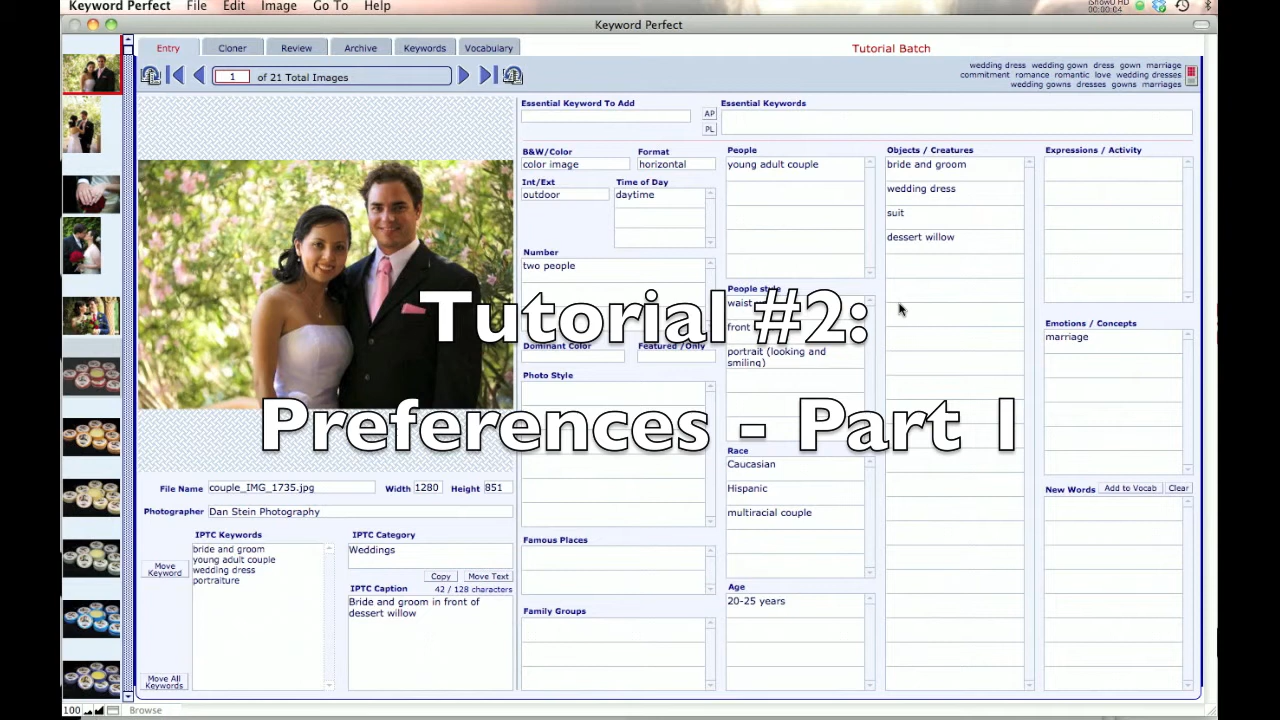 Keyword Perfect File Edit Image Go To Help
iShowU HD
00:00:04
Keyword Perfect
Entry Cloner Review Archive Keywords Vocabulary
Tutorial Batch
1 of 21 Total Images
wedding dress wedding gown dress gown marriage
commitment romance romantic love wedding dresses
wedding gowns dresses gowns marriages
Essential Keyword To Add
AP
PL
Essential Keywords
B&W/Color
color image
Format
horizontal
Int/Ext
outdoor
Time of Day
daytime
Number
two people
Dominant Color
Featured /Only
Photo Style
Famous Places
Family Groups
People
young adult couple
People style
waist
front
portrait (looking and
smiling)
Race
Caucasian
Hispanic
multiracial couple
Age
20-25 years
Objects / Creatures
bride and groom
wedding dress
suit
dessert willow
Expressions / Activity
Emotions / Concepts
marriage
New Words Add to Vocab Clear
Tutorial #2:
Preferences - Part 1
File Name couple_IMG_1735.jpg Width 1280 Height 851
Photographer Dan Stein Photography
IPTC Keywords
bride and groom
young adult couple
wedding dress
portraiture
Move
Keyword
Move All
Keywords
IPTC Category
Weddings
Copy Move Text
IPTC Caption 42 / 128 characters
Bride and groom in front of
dessert willow
100 Browse